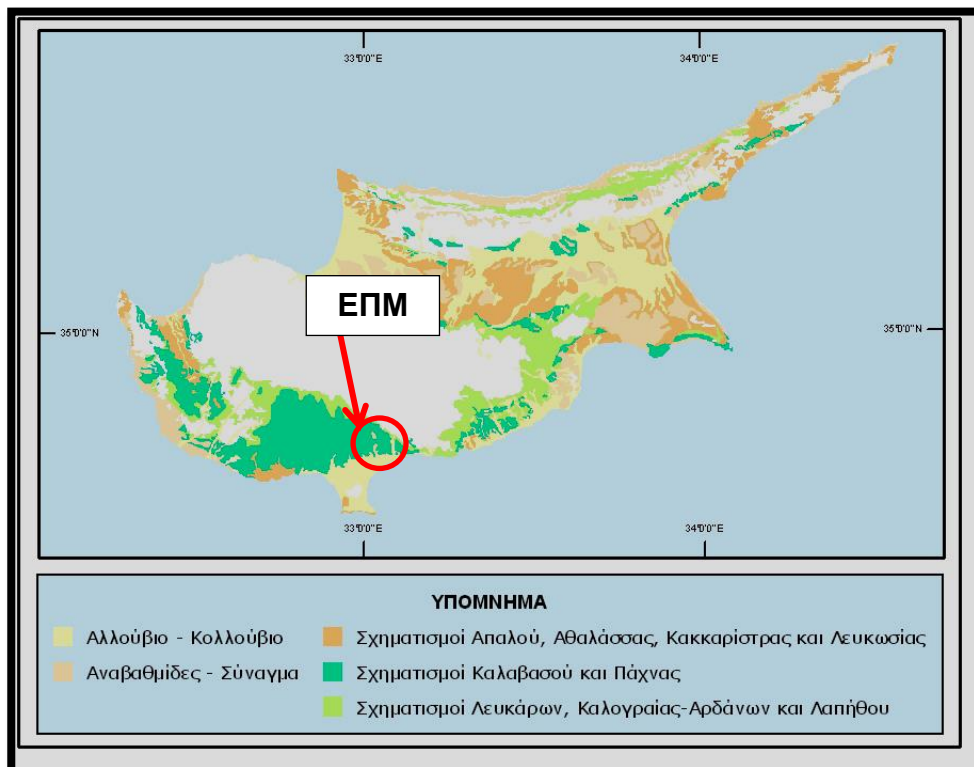 33°0'0"E 34°0'0"E
ΕΠΜ
35°0'0"N 35°0'0"N
33°0'0"E 34°0'0"E
ΥΠΟΜΝΗΜΑ
Αλλούβιο - Κολλούβιο
Αναβαθμίδες - Σύναγμα
Σχηματισμοί Απαλού, Αθαλάσσας, Κακκαρίστρας και Λευκωσίας
Σχηματισμοί Καλαβασού και Πάχνας
Σχηματισμοί Λευκάρων, Καλογραίας-Αρδάνων και Λαπήθου